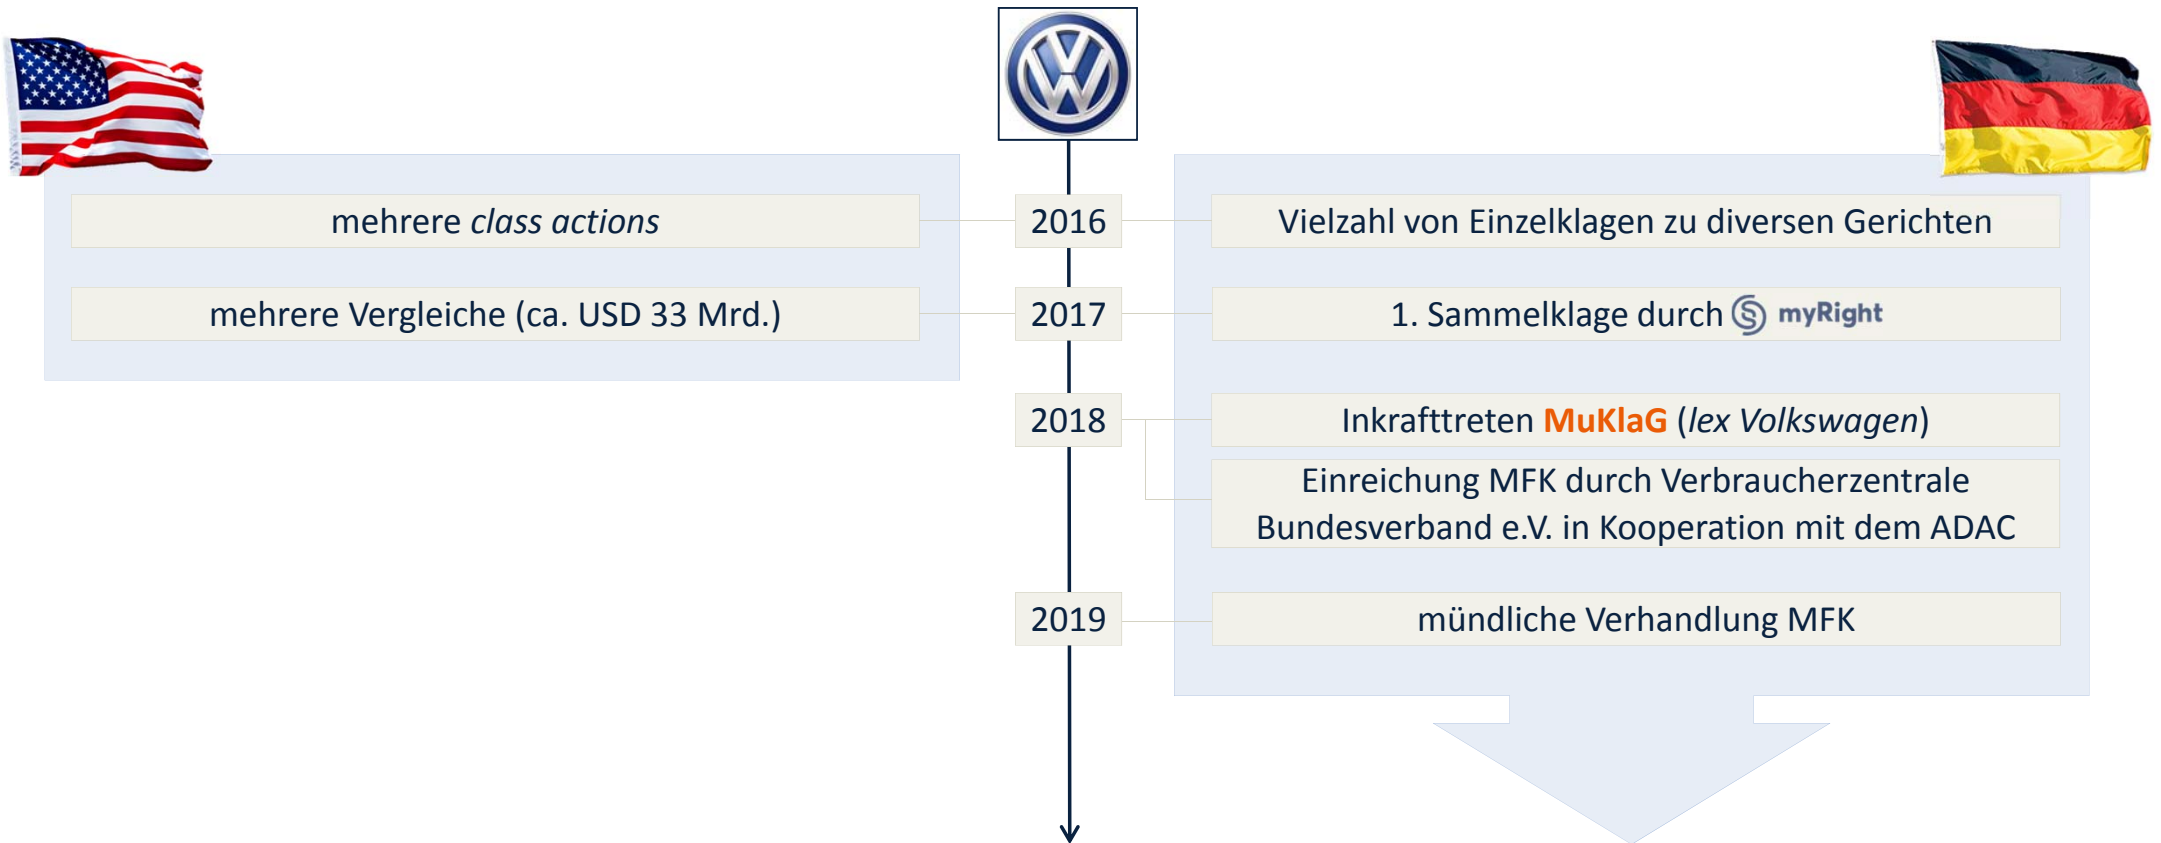 VW
mehrere class actions
2016
Vielzahl von Einzelklagen zu diversen Gerichten
mehrere Vergleiche (ca. USD 33 Mrd.)
2017
1. Sammelklage durch § myRight
2018
Inkrafttreten MuKlaG (lex Volkswagen)
Einreichung MFK durch Verbraucherzentrale
Bundesverband e.V. in Kooperation mit dem ADAC
2019
mündliche Verhandlung MFK